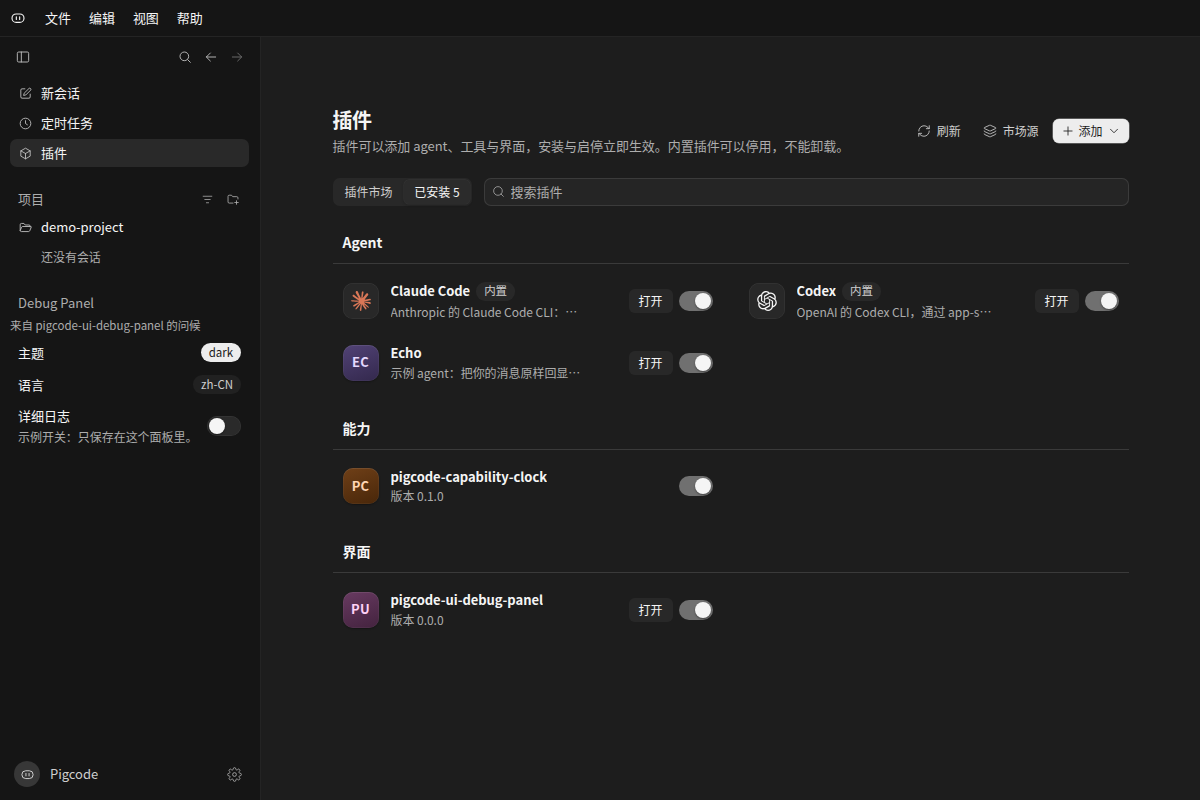 文件 编辑 视图 帮助
新会话
定时任务
插件
项目
demo-project
还没有会话
Debug Panel
来自 pigcode-ui-debug-panel 的问候
主题 dark
语言 zh-CN
详细日志
示例开关：只保存在这个面板里。
Pigcode
插件
插件可以添加 agent、工具与界面，安装与启停立即生效。内置插件可以停用，不能卸载。
刷新 市场源 添加
插件市场 已安装 5 搜索插件
Agent
Claude Code 内置 打开
Anthropic 的 Claude Code CLI：…
Codex 内置 打开
OpenAI 的 Codex CLI，通过 app-s…
EC Echo 打开
示例 agent：把你的消息原样回显…
能力
PC pigcode-capability-clock
版本 0.1.0
界面
PU pigcode-ui-debug-panel 打开
版本 0.0.0